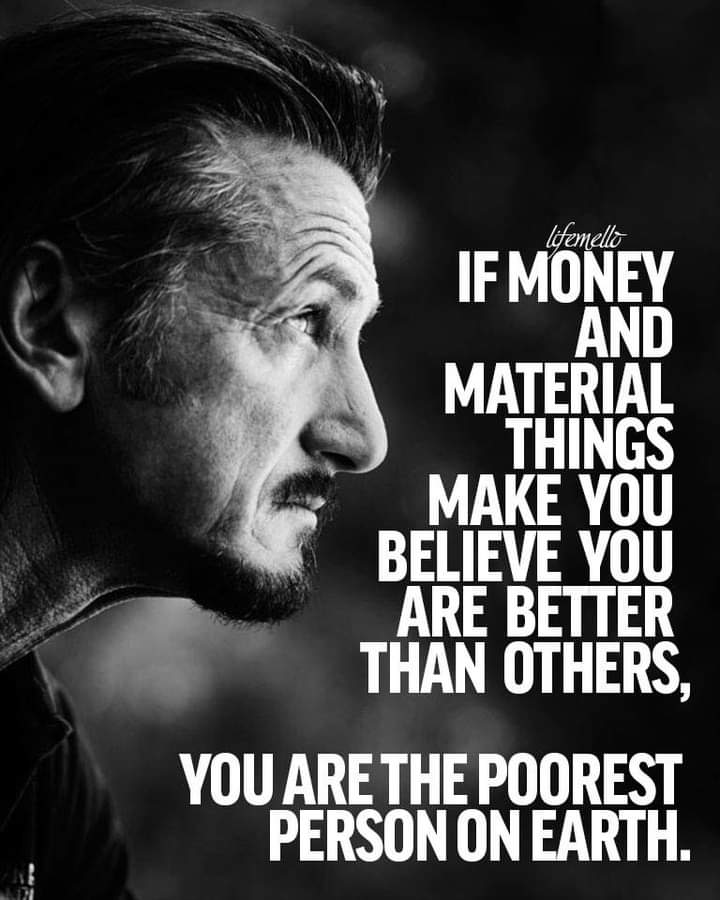 lifemello
IF MONEY
AND
MATERIAL
THINGS
MAKE YOU
BELIEVE YOU
ARE BETTER
THAN OTHERS,
YOU ARE THE POOREST
PERSON ON EARTH.